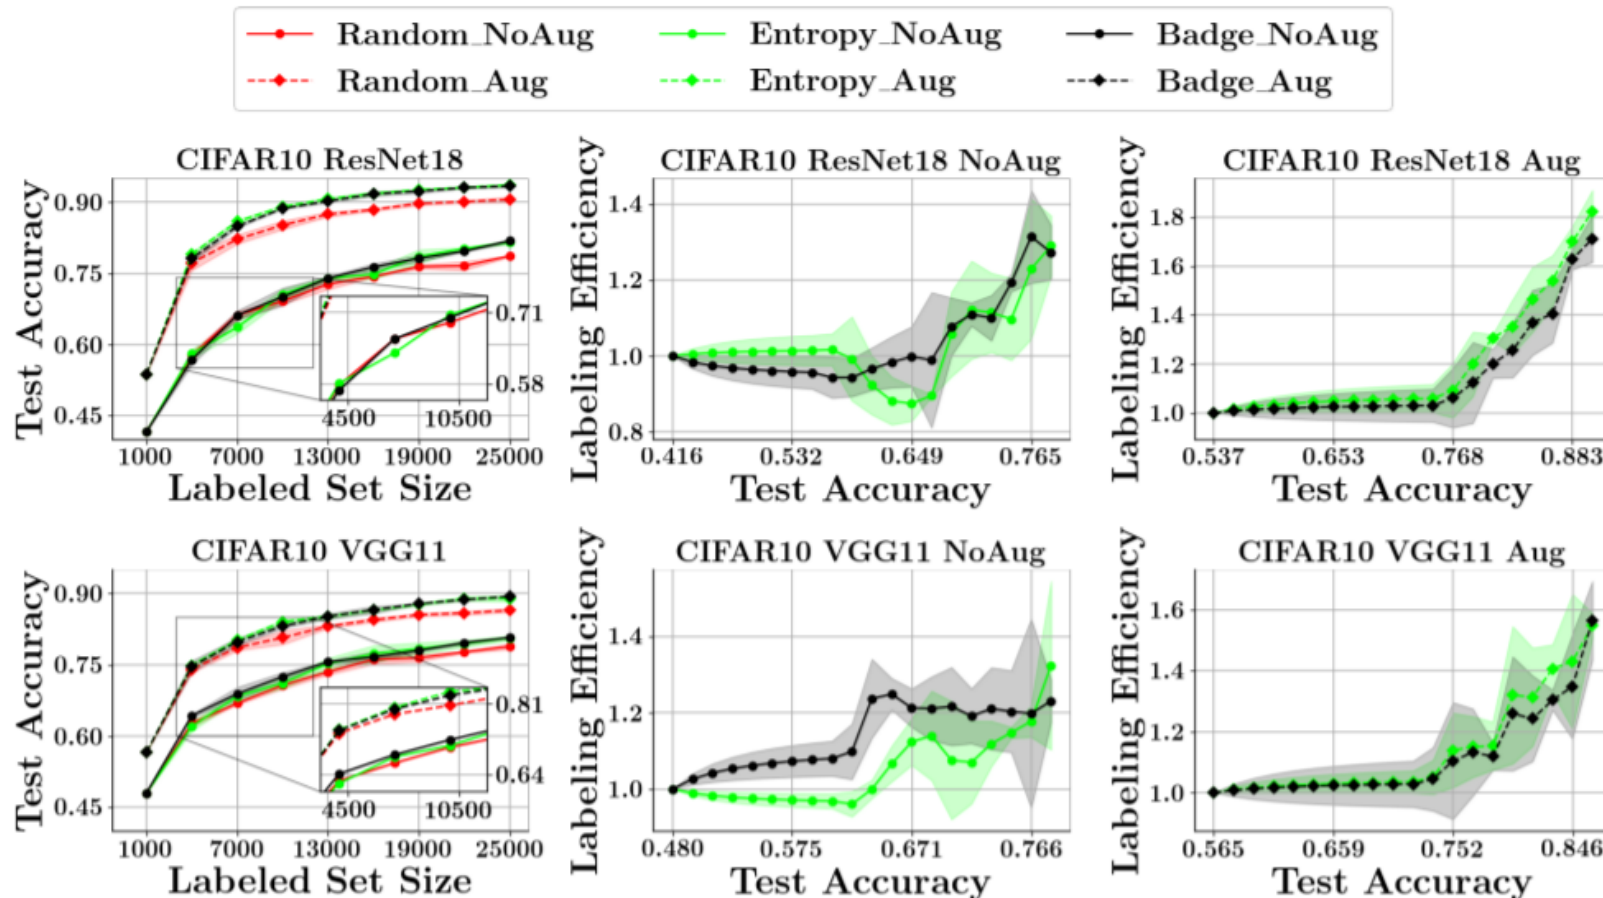 Random_NoAug Entropy_NoAug Badge_NoAug
Random_Aug Entropy_Aug Badge_Aug
CIFAR10 ResNet18
Test Accuracy
0.90
0.75
0.60
0.45
0.71
0.58
4500 10500
1000 7000 13000 19000 25000
Labeled Set Size
CIFAR10 ResNet18 NoAug
Labeling Efficiency
1.4
1.2
1.0
0.8
0.416 0.532 0.649 0.765
Test Accuracy
CIFAR10 ResNet18 Aug
Labeling Efficiency
1.8
1.6
1.4
1.2
1.0
0.537 0.653 0.768 0.883
Test Accuracy
CIFAR10 VGG11
Test Accuracy
0.90
0.75
0.60
0.45
0.81
0.64
4500 10500
1000 7000 13000 19000 25000
Labeled Set Size
CIFAR10 VGG11 NoAug
Labeling Efficiency
1.4
1.2
1.0
0.480 0.575 0.671 0.766
Test Accuracy
CIFAR10 VGG11 Aug
Labeling Efficiency
1.6
1.4
1.2
1.0
0.565 0.659 0.752 0.846
Test Accuracy